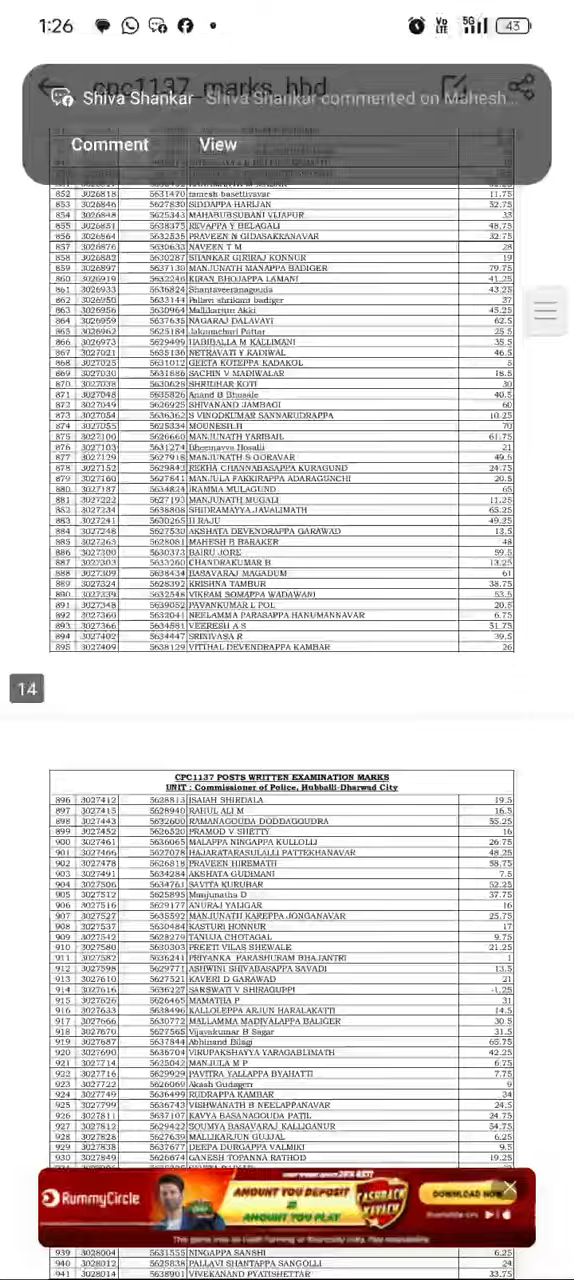 1:26
Vo LTE 5G 43
cpc1137_marks_hbd
Shiva Shankar Shiva Shankar commented on Mahesh...
Comment View
852 3026818 5631470 ramesh basettivavar 11.75
853 3026846 5627830 SIDDAPPA HARIJAN 52.75
854 3026848 5625343 MAHABUBSUBANI VIJAPUR 33
855 3026851 5638375 REVAPPA Y BELAGALI 48.75
856 3026864 5632535 PRAVEEN N GIDASAKKANAVAR 32.75
857 3026876 5630633 NAVEEN T M 28
858 3026882 5630287 SHANKAR GIRIRAJ KONNUR 19
859 3026897 5637130 MANJUNATH MANAPPA BADIGER 79.75
860 3026919 5632246 KIRAN BHOJAPPA LAMANI 41.25
861 3026933 5636824 Shantaveeranagouda 43.25
862 3026950 5633144 Pallavi shrikant badiger 37
863 3026956 5630964 Mallikarjun Akki 45.25
864 3026959 5637635 NAGARAJ DALAVAYI 62.5
865 3026962 5625184 Jakamachari Pattar 25.5
866 3026973 5629499 HABIBALLA M KALLIMANI 35.5
867 3027021 5635136 NETRAVATI Y KADIWAL 46.5
868 3027025 5631012 GEETA KOTEPPA KADAKOL 5
869 3027030 5631686 SACHIN V MADIWALAR 18.5
870 3027038 5630628 SHRIDHAR KOTI 30
871 3027048 5635826 Anand B Bhosale 40.5
872 3027049 5626925 SHIVANAND JAMBAGI 60
873 3027054 5636362 S VINODKUMAR SANNARUDRAPPA 10.25
874 3027055 5625334 MOUNESH.H 70
875 3027100 5626660 MANJUNATH YARIBAIL 61.75
876 3027103 5631274 Bheemavva Hosalli 21
877 3027129 5627918 MANJUNATH S GORAVAR 49.5
878 3027152 5629843 REKHA CHANNABASAPPA KURAGUND 24.75
879 3027160 5627841 MANJULA FAKKIRAPPA ADARAGUNCHI 20.5
880 3027187 5634824 IRAMMA MULAGUND 65
881 3027222 5627193 MANJUNATH MUGALI 11.25
882 3027234 5638808 SHIDRAMAYYA JAVALIMATH 65.25
883 3027241 5630265 H RAJU 49.25
884 3027248 5627530 AKSHATA DEVENDRAPPA GARAWAD 13.5
885 3027263 5628081 MAHESH B BARAKER 48
886 3027300 5630373 BAIRU JORE 59.5
887 3027303 5633260 CHANDRAKUMAR B 13.25
888 3027309 5638434 BASAVARAJ MAGADUM 61
889 3027324 5628392 KRISHNA TAMBUR 38.75
890 3027339 5632548 VIKRAM SOMAPPA WADAWANI 53.5
891 3027348 5639052 PAVANKUMAR L POL 20.5
892 3027360 5632041 NEELAMMA PARASAPPA HANUMANNAVAR 6.75
893 3027366 5634581 VEERESH A S 51.75
894 3027402 5634447 SRINIVASA R 39.5
895 3027409 5638129 VITTHAL DEVENDRAPPA KAMBAR 26
14
CPC1137 POSTS WRITTEN EXAMINATION MARKS
UNIT : Commissioner of Police, Hubballi-Dharwad City
896 3027412 5628813 ISAIAH SHIRDALA 19.5
897 3027415 5628940 RAHUL ALI M 16.5
898 3027443 5632600 RAMANAGOUDA DODDAGOUDRA 55.25
899 3027452 5626520 PRAMOD V SHETTY 16
900 3027461 5636065 MALAPPA NINGAPPA KULLOLLI 26.75
901 3027466 5627078 HAJARATARASULALLI PATTEKHANAVAR 48.25
902 3027478 5626818 PRAVEEN HIREMATH 58.75
903 3027491 5634284 AKSHATA GUDIMANI 7.5
904 3027506 5634761 SAVITA KURUBAR 52.25
905 3027512 5625895 Manjunatha D 37.75
906 3027516 5629177 ANURAJ YALIGAR 16
907 3027527 5635592 MANJUNATH KAREPPA JONGANAVAR 25.75
908 3027537 5630484 KASTURI HONNUR 17
909 3027542 5628279 TANUJA CHOTAGAL 9.75
910 3027580 5630303 PREETI VILAS SHEWALE 21.25
911 3027582 5636241 PRIYANKA PARASHURAM BHAJANTRI 1
912 3027598 5629771 ASHWINI SHIVABASAPPA SAVADI 13.5
913 3027610 5627521 KAVERI D GARAWAD 21
914 3027616 5636227 SARSWATI V SHIRAGUPPI -1.25
915 3027626 5626465 MAMATHA P 31
916 3027633 5638496 KALLOLEPPA ARJUN HARALAKATTI 14.5
917 3027666 5630772 MALLAMMA MADIVALAPPA BALIGER 30.5
918 3027670 5627565 Vijayakumar B Sagar 31.5
919 3027687 5637844 Abhinand Bilagi 65.75
920 3027690 5636704 VIRUPAKSHAYYA YARAGABLIMATH 42.25
921 3027714 5625042 MANJULA M P 6.75
922 3027716 5629929 PAVITRA YALLAPPA BYAHATTI 7.75
923 3027722 5626069 Akash Gudageri 9
924 3027749 5636499 RUDRAPPA KAMBAR 34
925 3027799 5636743 VISHWANATH B NEELAPPANAVAR 24.5
926 3027811 5637107 KAVYA BASANAGOUDA PATIL 24.75
927 3027812 5629422 SOUMYA BASAVARAJ KALLIGANUR 54.75
928 3027828 5627639 MALLIKARJUN GUJJAL 6.25
929 3027838 5637677 DEEPA DURGAPPA VALMIKI 9.5
930 3027849 5626674 GANESH TOPANNA RATHOD 19.25
RummyCircle
AMOUNT YOU DEPOSIT IS AMOUNT YOU PLAY
CASHBACK
DOWNLOAD NOW
939 3028004 5631555 NINGAPPA SANSHI 6.25
940 3028012 5625838 PALLAVI SHANTAPPA SANGOLLI 24
941 3028014 5638901 VIVEKANAND PYATISHETTAR 33.75